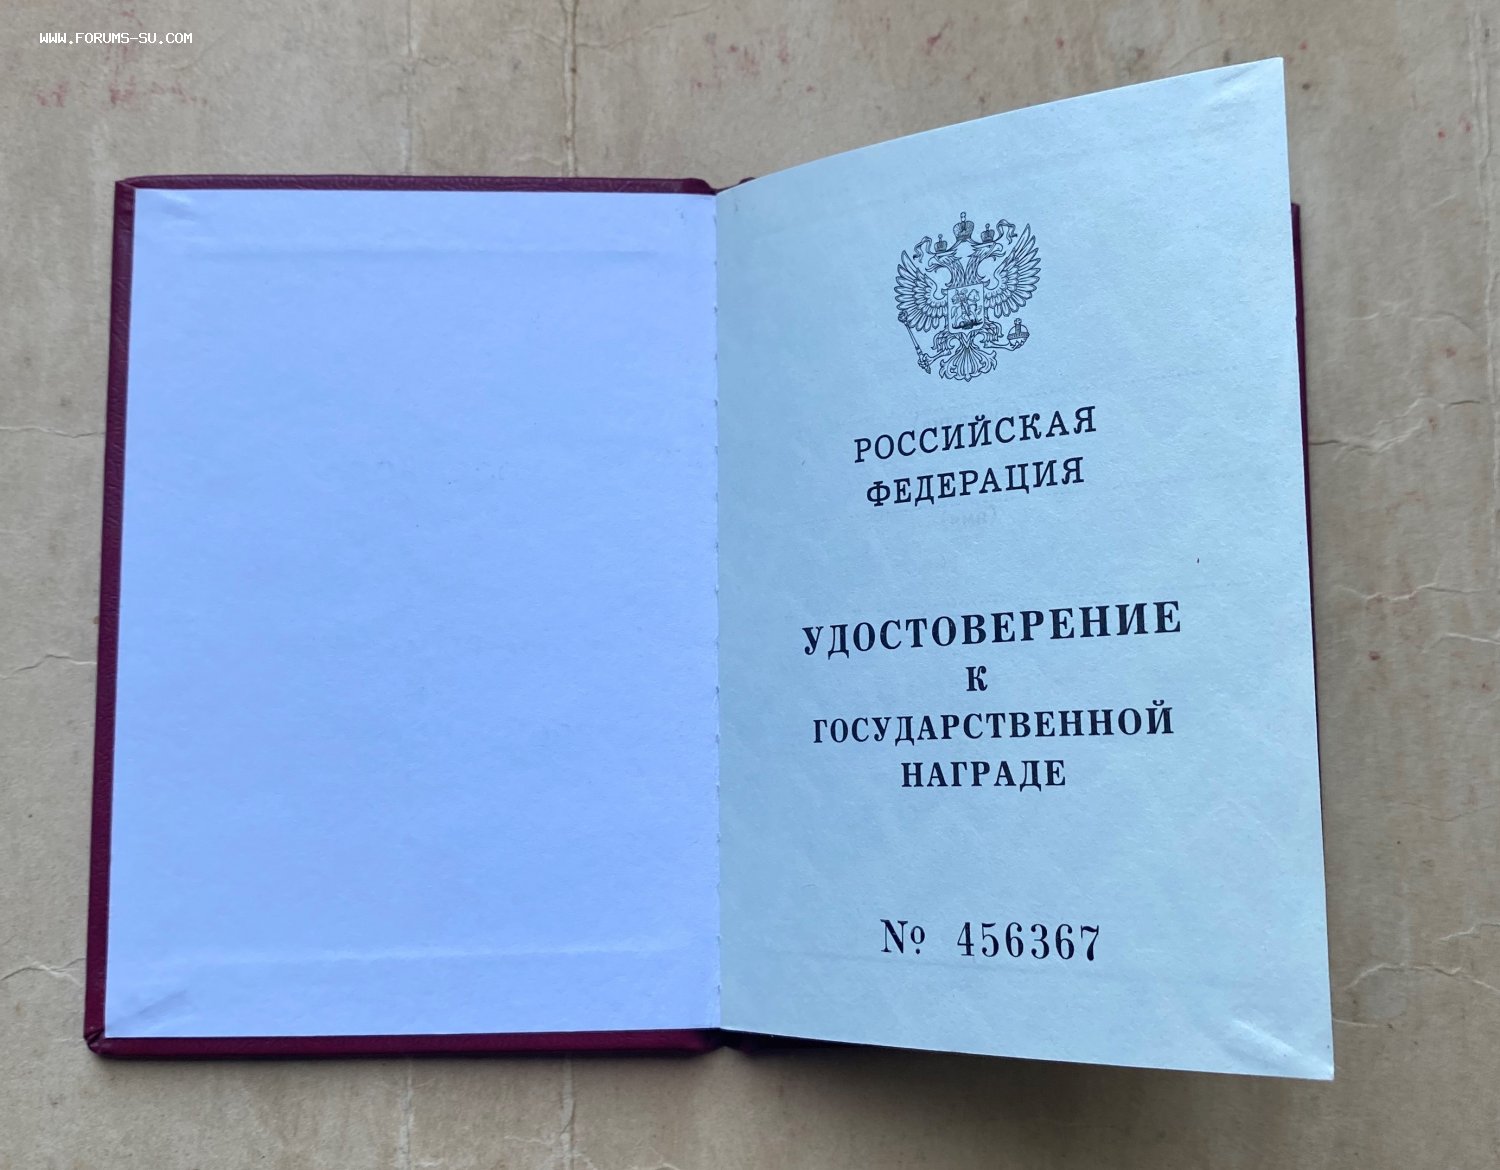 WWW.FORUMS-SU.COM
РОССИЙСКАЯ
ФЕДЕРАЦИЯ
УДОСТОВЕРЕНИЕ
К
ГОСУДАРСТВЕННОЙ
НАГРАДЕ
№ 456367